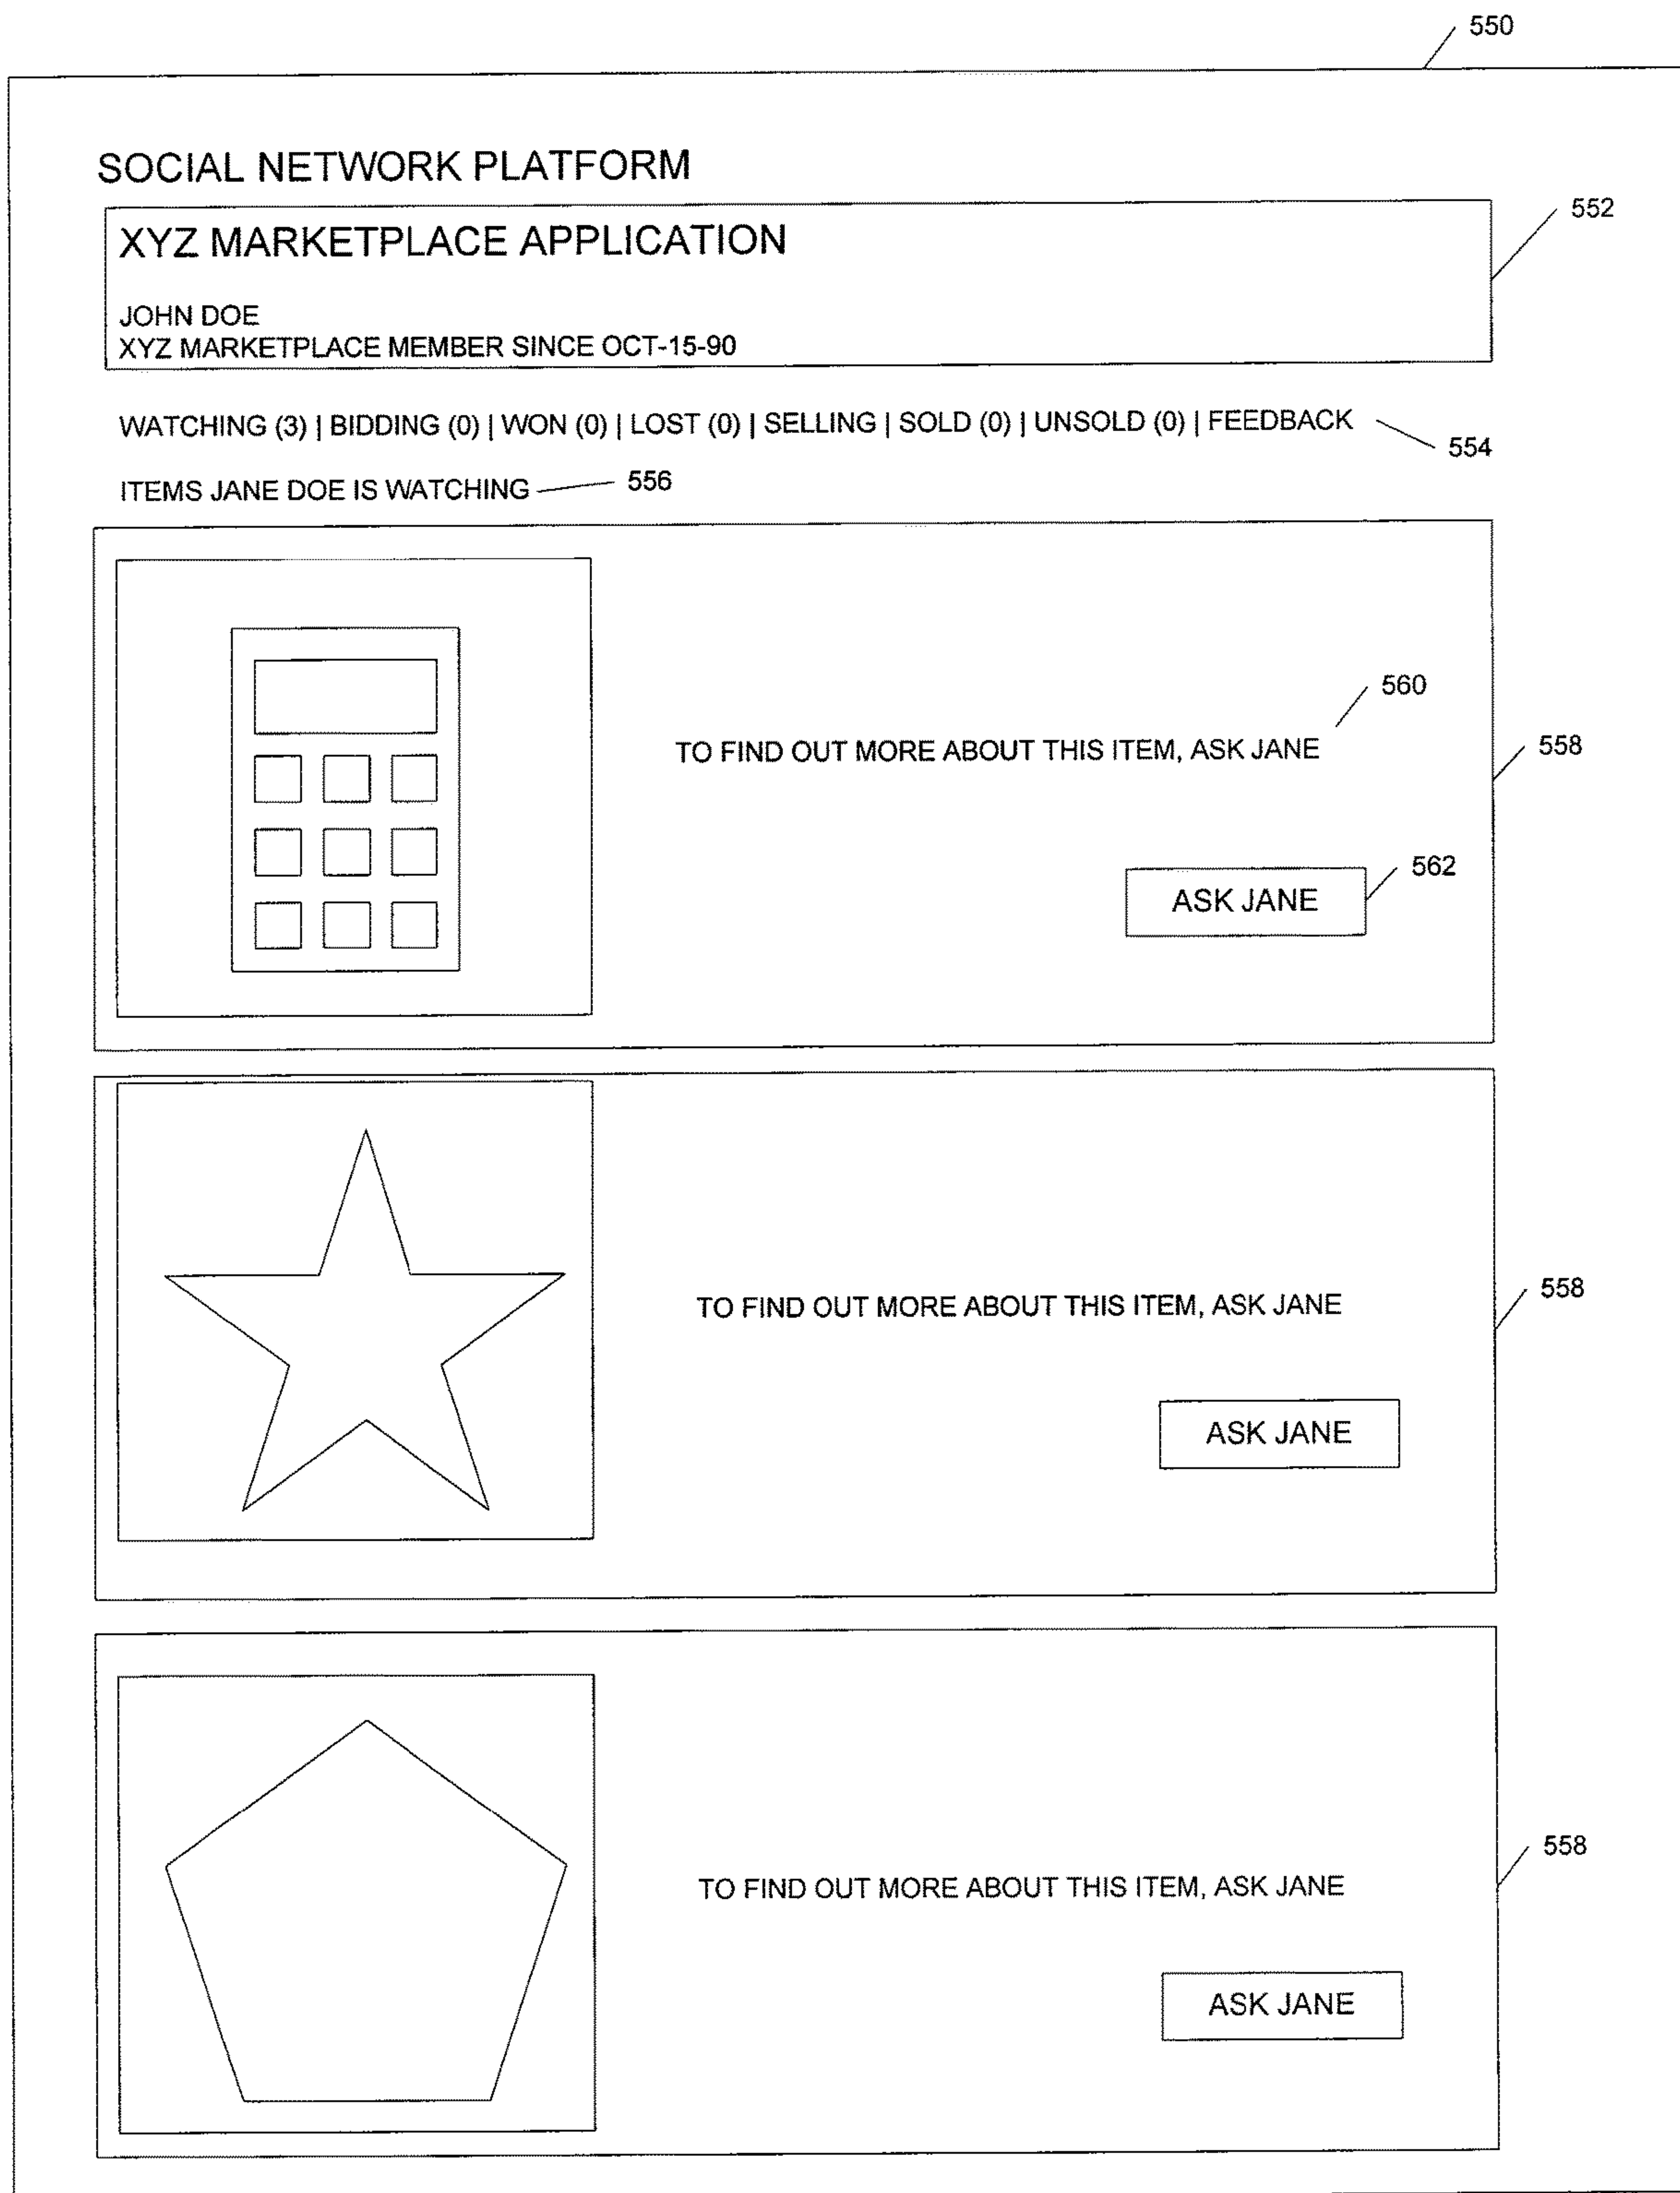 550
SOCIAL NETWORK PLATFORM
552
XYZ MARKETPLACE APPLICATION
JOHN DOE
XYZ MARKETPLACE MEMBER SINCE OCT-15-90
WATCHING (3) | BIDDING (0) | WON (0) | LOST (0) | SELLING | SOLD (0) | UNSOLD (0) | FEEDBACK
554
ITEMS JANE DOE IS WATCHING
556
560
TO FIND OUT MORE ABOUT THIS ITEM, ASK JANE
558
562
ASK JANE
558
TO FIND OUT MORE ABOUT THIS ITEM, ASK JANE
ASK JANE
558
TO FIND OUT MORE ABOUT THIS ITEM, ASK JANE
ASK JANE